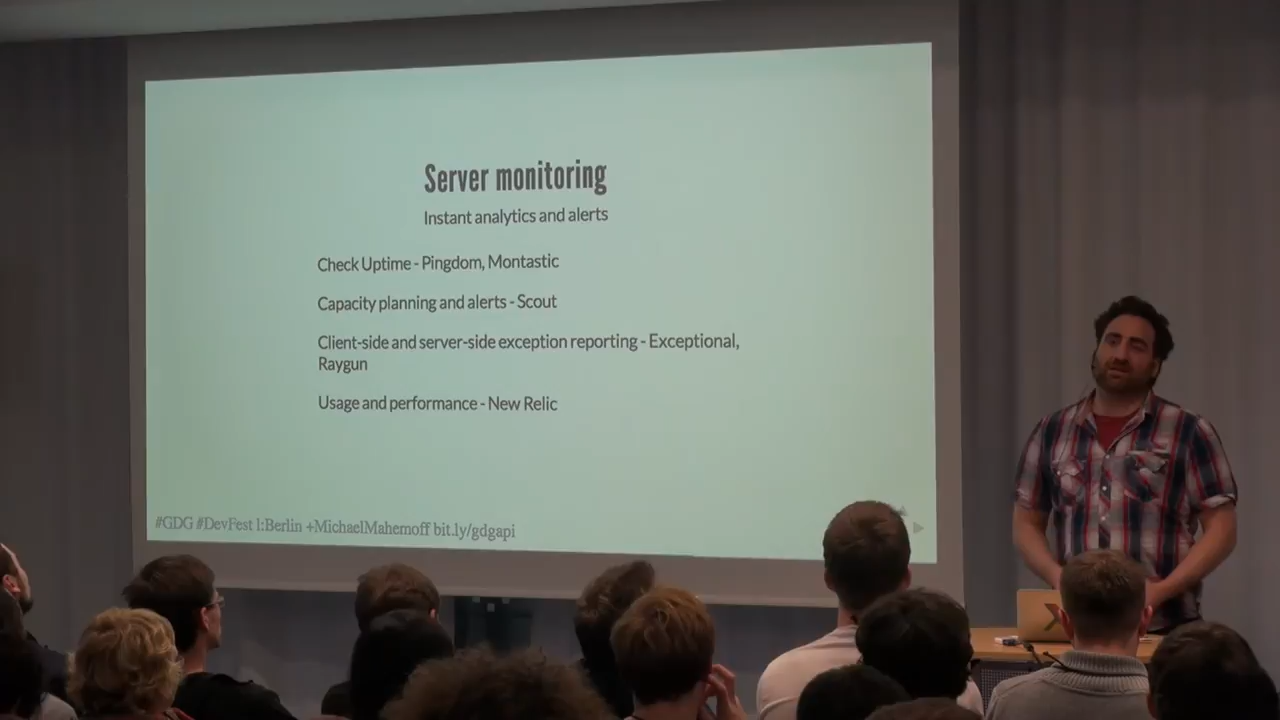 Server monitoring
Instant analytics and alerts
Check Uptime - Pingdom, Montastic
Capacity planning and alerts - Scout
Client-side and server-side exception reporting - Exceptional,
Raygun
Usage and performance - New Relic
#GDG #DevFest l:Berlin +MichaelMahemoff bit.ly/gdgapi